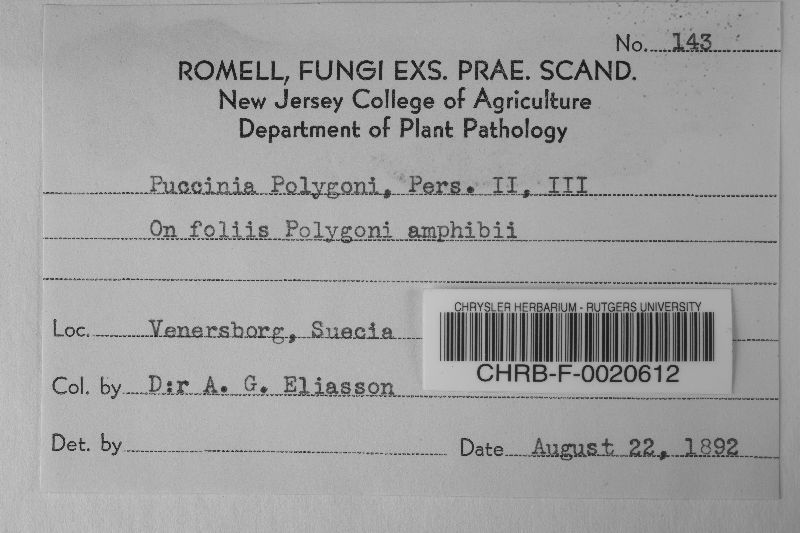 No. 143
ROMELL, FUNGI EXS. PRAE. SCAND.
New Jersey College of Agriculture
Department of Plant Pathology
Puccinia Polygoni, Pers. II, III
On foliis Polygoni amphibii
Loc. Venersborg, Suecia
CHRYSLER HERBARIUM - RUTGERS UNIVERSITY
CHRB-F-0020612
Col. by D:r A. G. Eliasson
Det. by
Date August 22, 1892